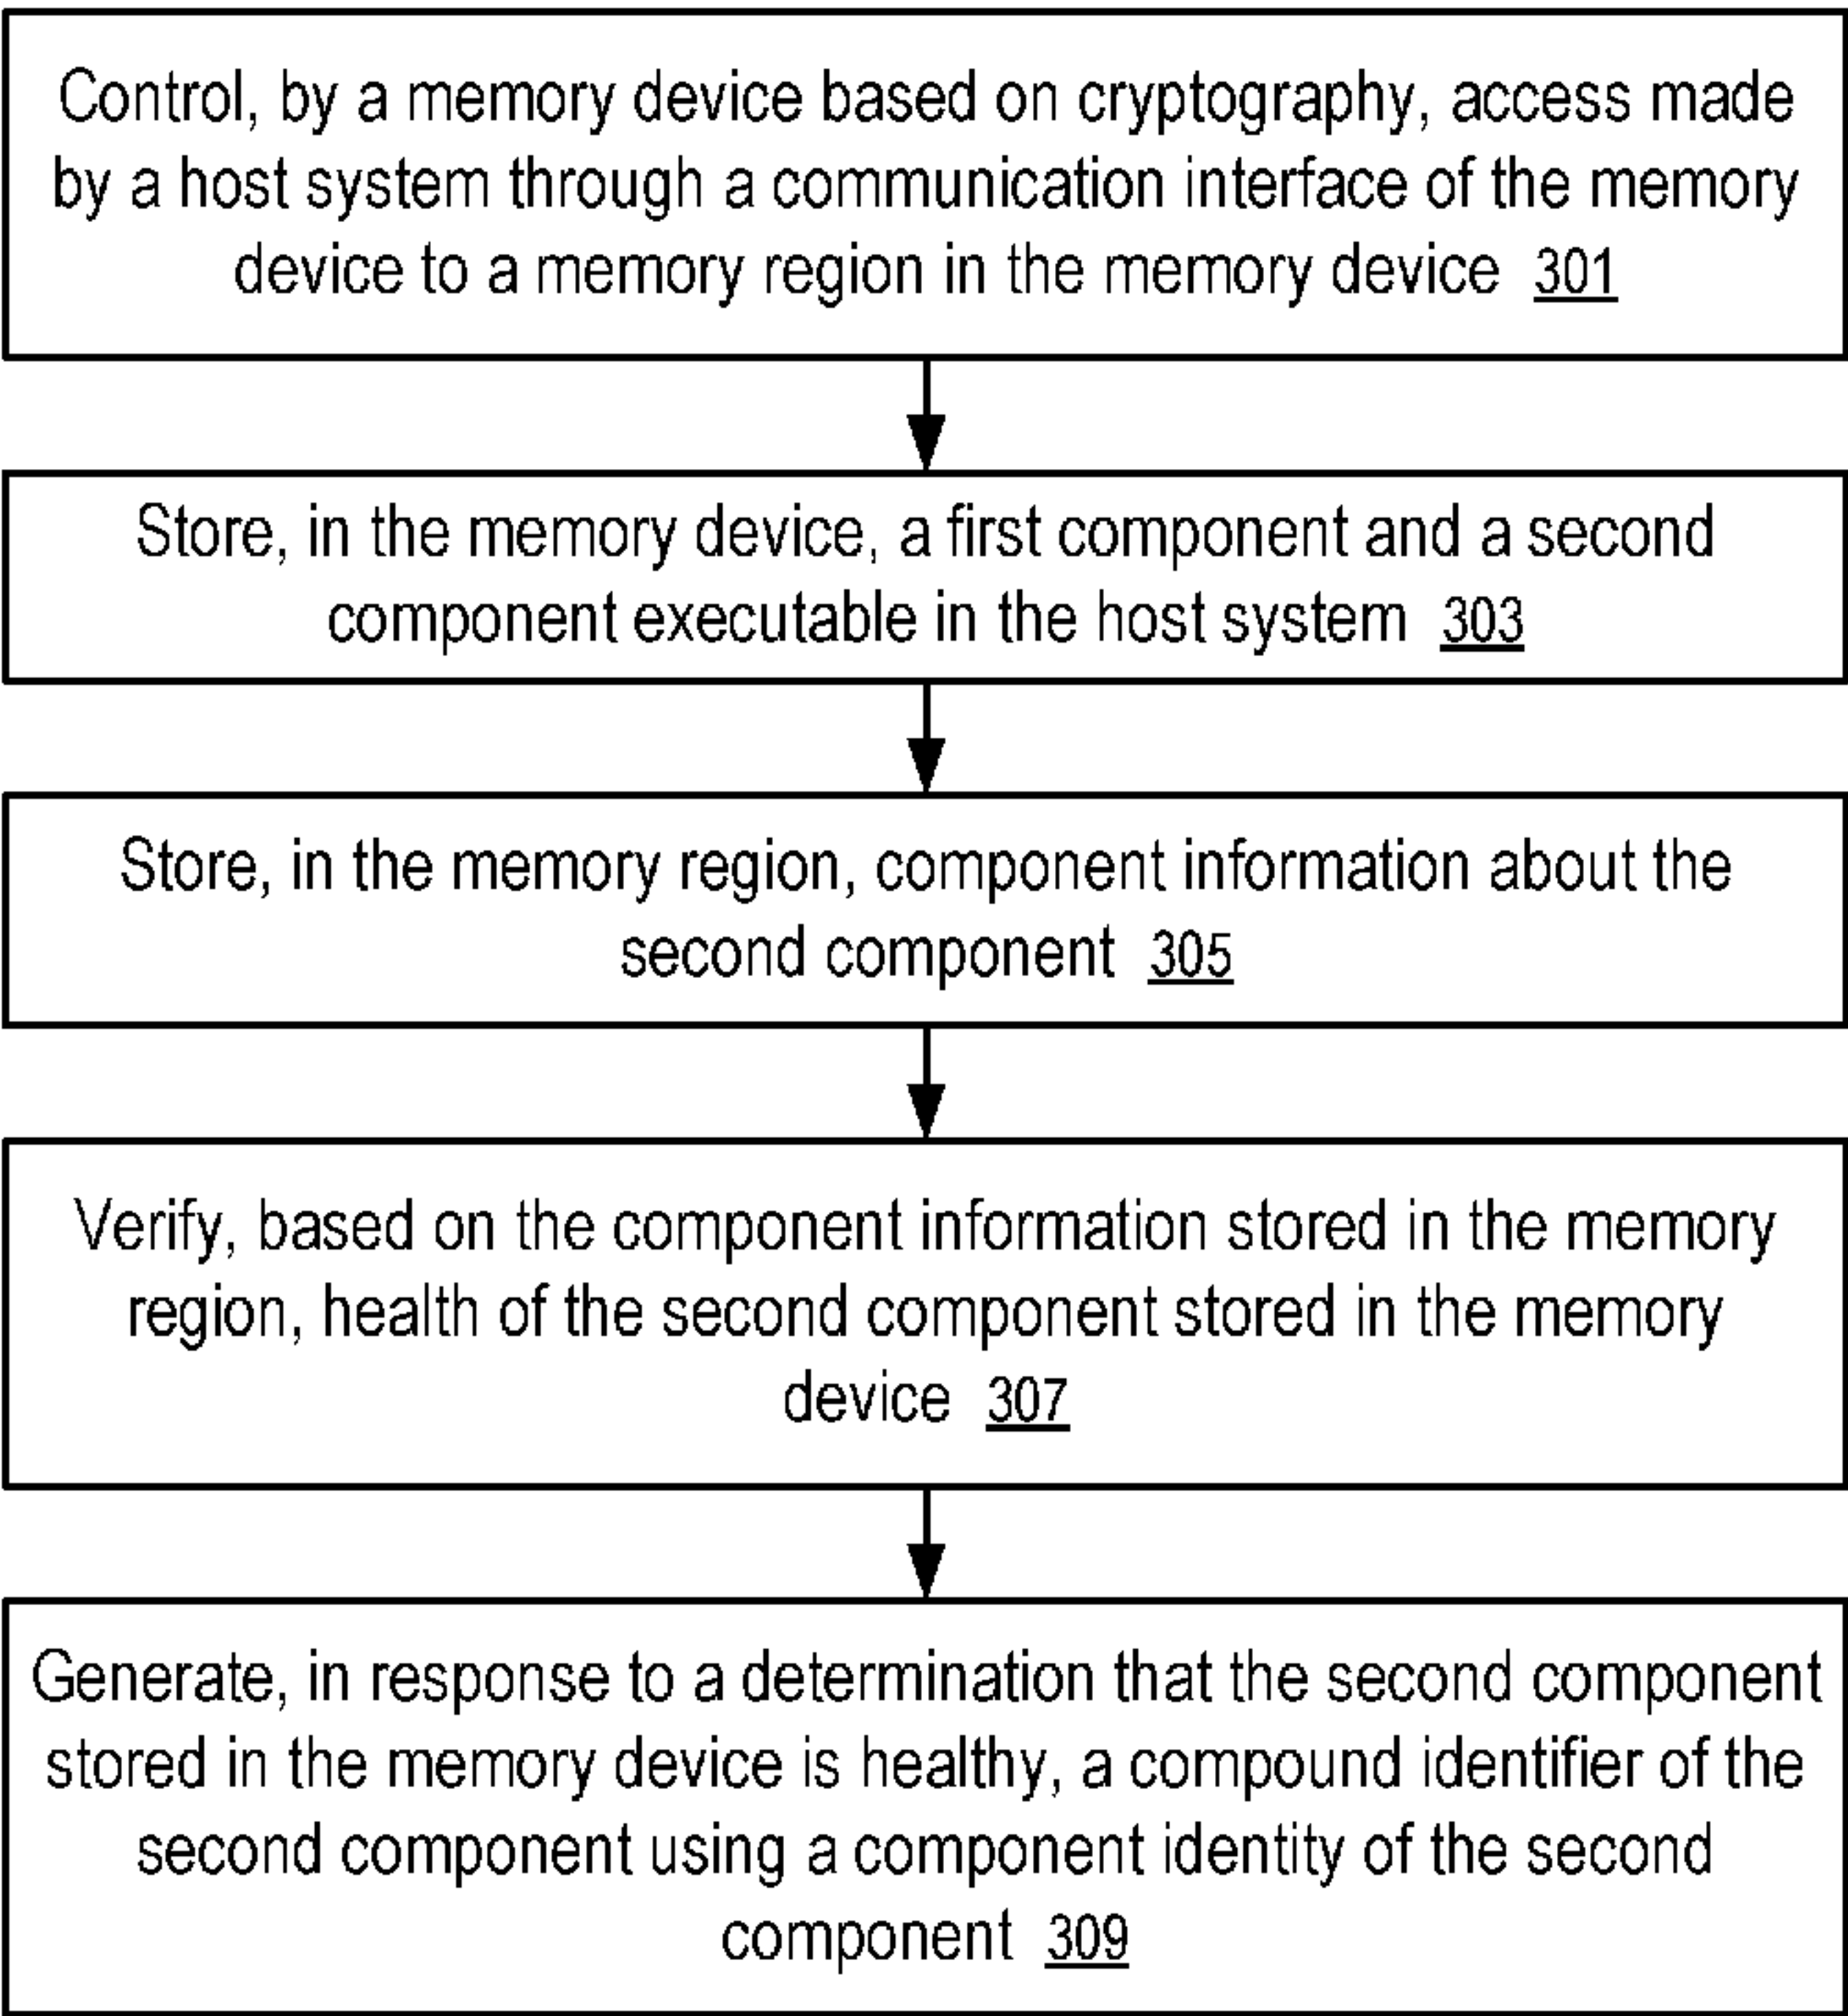 Control, by a memory device based on cryptography, access made
by a host system through a communication interface of the memory
device to a memory region in the memory device 301
Store, in the memory device, a first component and a second
component executable in the host system 303
Store, in the memory region, component information about the
second component 305
Verify, based on the component information stored in the memory
region, health of the second component stored in the memory
device 307
Generate, in response to a determination that the second component
stored in the memory device is healthy, a compound identifier of the
second component using a component identity of the second
component 309